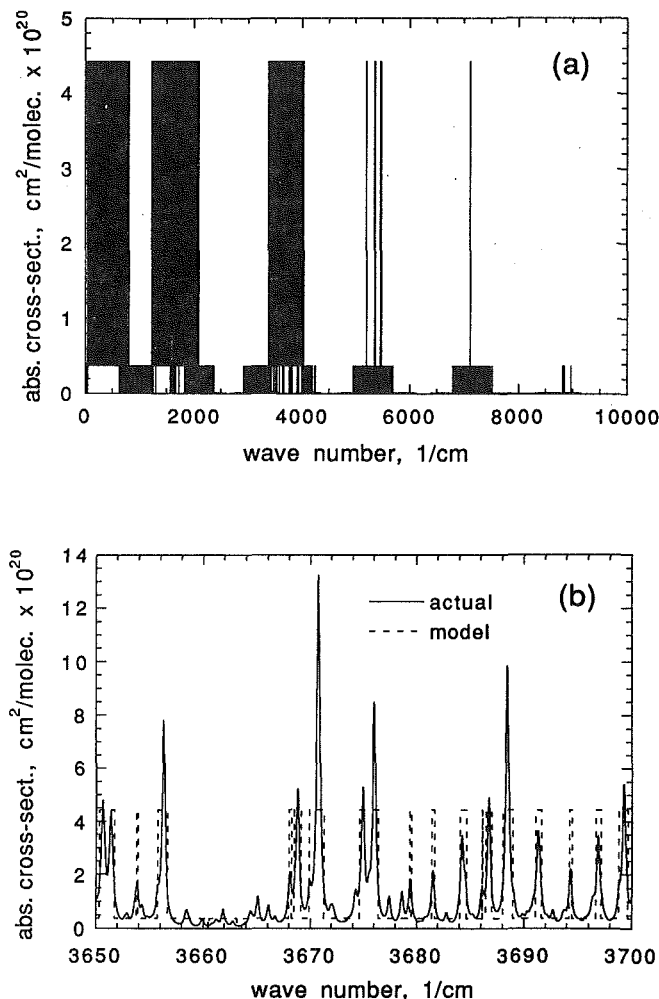 5
(a)
4
3
2
1
0
abs. cross-sect., cm²/molec. x 10²⁰
0 2000 4000 6000 8000 10000
wave number, 1/cm
14
(b)
actual
model
12
10
8
6
4
2
0
abs. cross-sect., cm²/molec. x 10²⁰
3650 3660 3670 3680 3690 3700
wave number, 1/cm